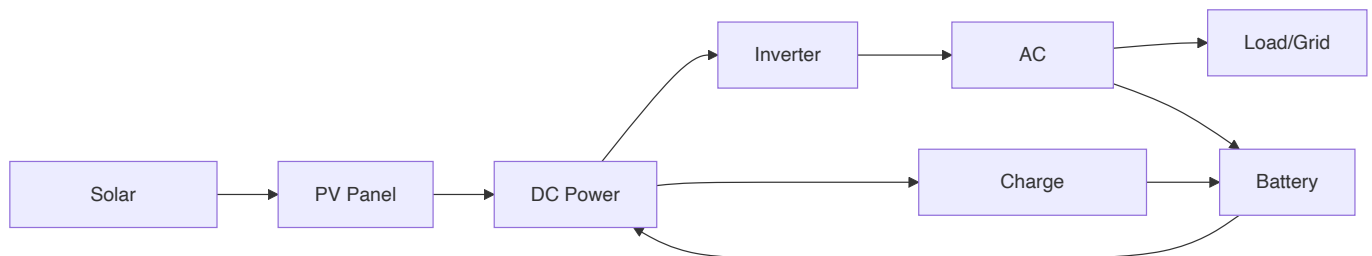 Solar
PV Panel
DC Power
Inverter
AC
Load/Grid
Charge
Battery